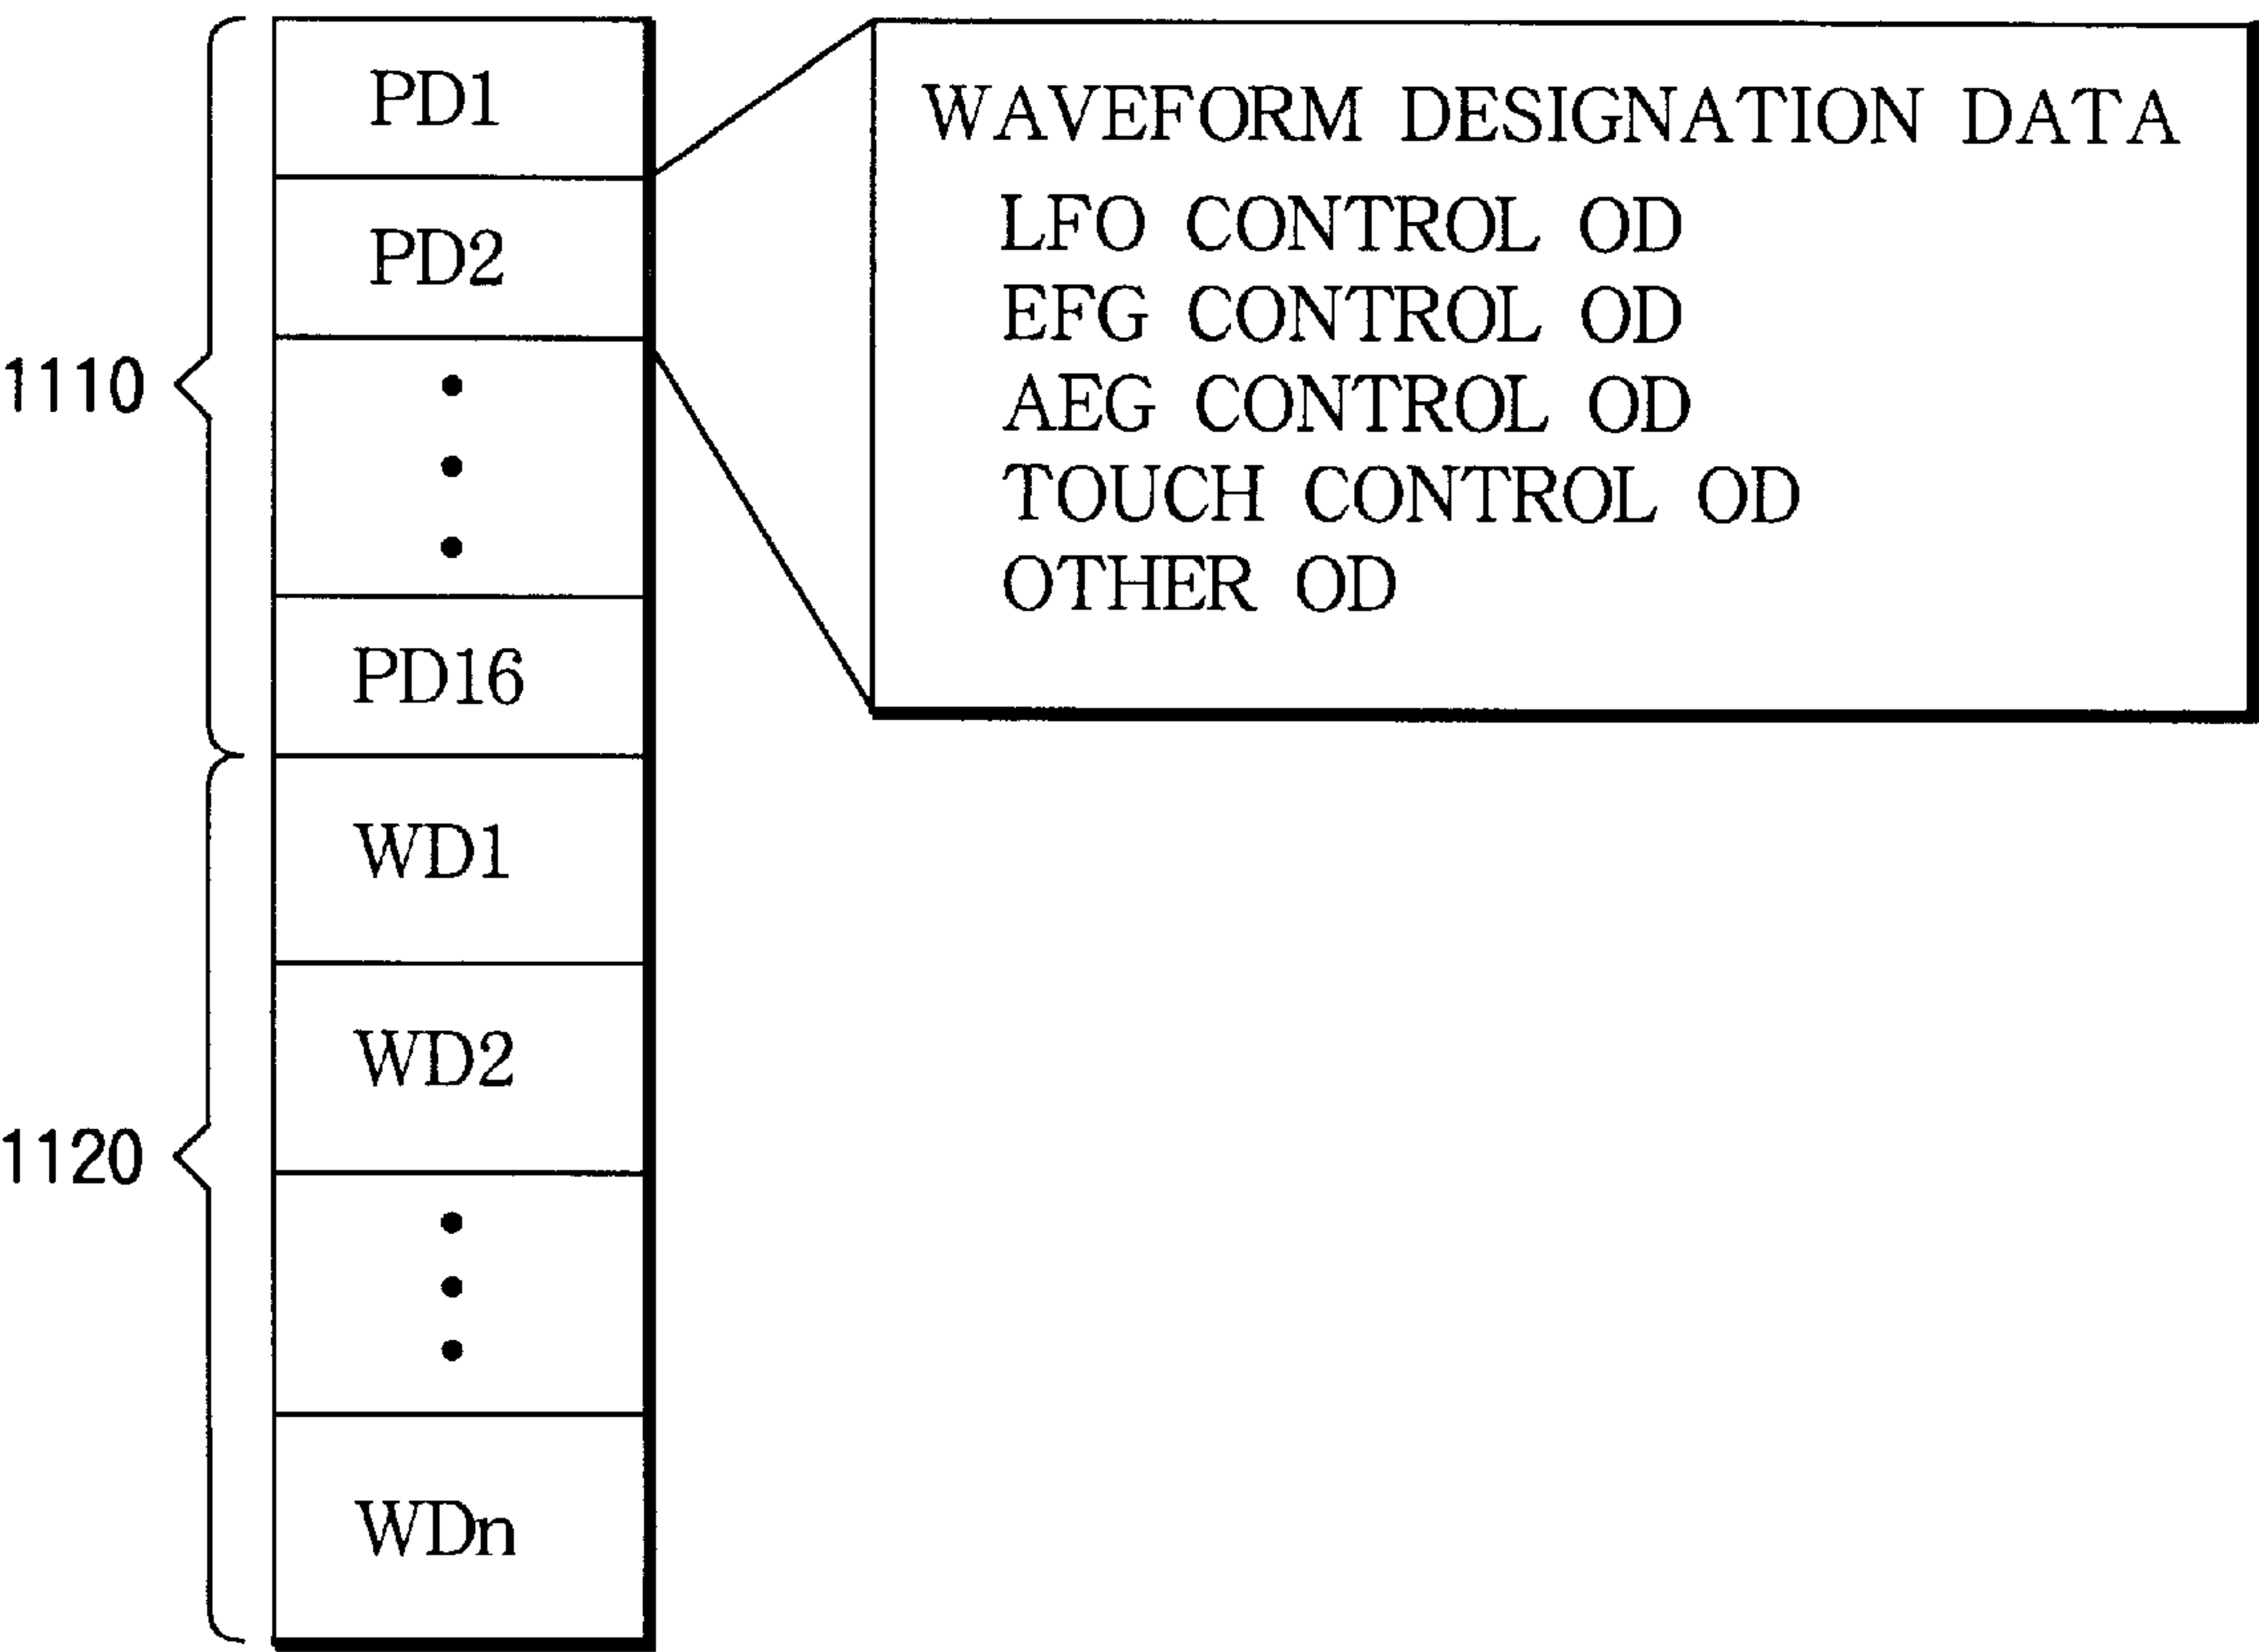 PD1
PD2
1110
PD16
WD1
WD2
1120
WDn
WAVEFORM DESIGNATION DATA
LFO CONTROL OD
EFG CONTROL OD
AEG CONTROL OD
TOUCH CONTROL OD
OTHER OD